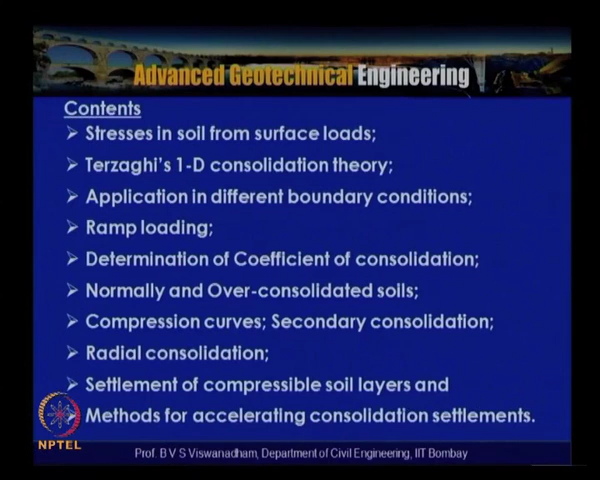 Advanced Geotechnical Engineering
Contents
➤ Stresses in soil from surface loads;
➤ Terzaghi's 1-D consolidation theory;
➤ Application in different boundary conditions;
➤ Ramp loading;
➤ Determination of Coefficient of consolidation;
➤ Normally and Over-consolidated soils;
➤ Compression curves; Secondary consolidation;
➤ Radial consolidation;
➤ Settlement of compressible soil layers and
➤ Methods for accelerating consolidation settlements.
NPTEL
Prof. B V S Viswanadham, Department of Civil Engineering, IIT Bombay